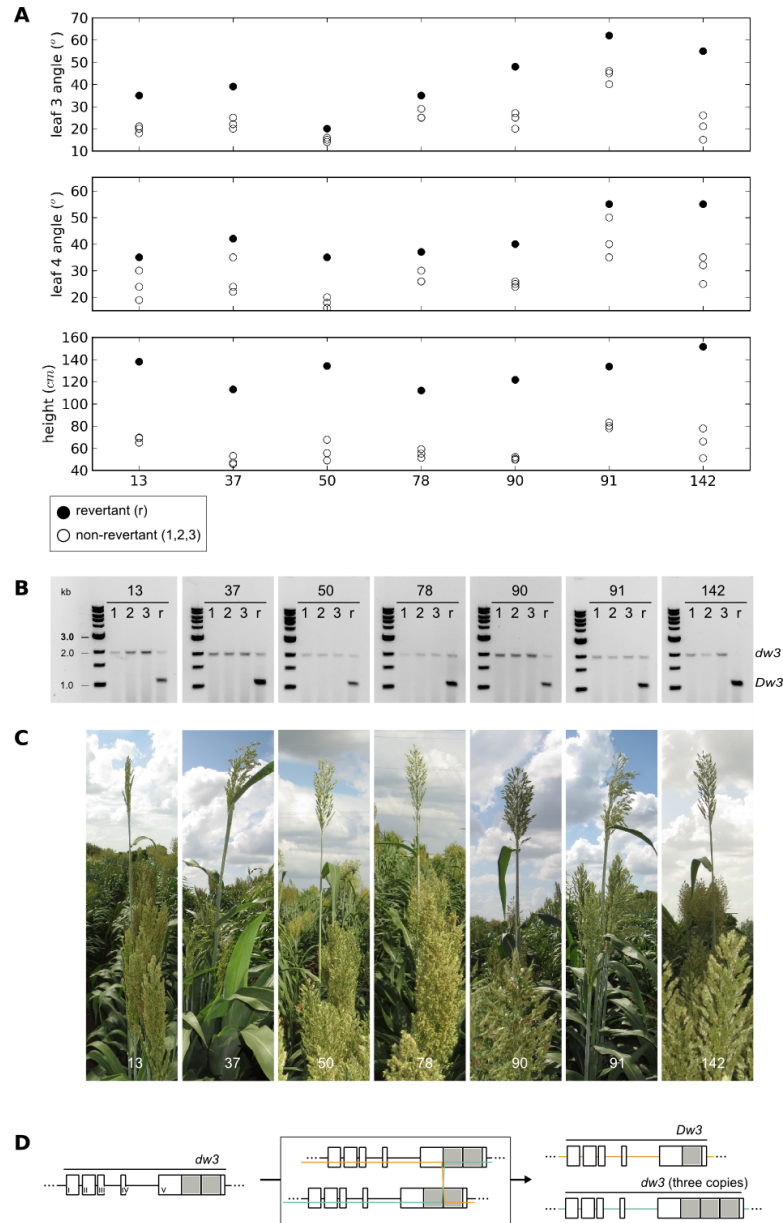 A
70
60
50
40
30
20
10
leaf 3 angle (°)
60
50
40
30
20
leaf 4 angle (°)
160
140
120
100
80
60
40
height (cm)
13 37 50 78 90 91 142
revertant (r)
non-revertant (1,2,3)
B
kb 13 37 50 78 90 91 142
1 2 3 r 1 2 3 r 1 2 3 r 1 2 3 r 1 2 3 r 1 2 3 r 1 2 3 r
3.0
2.0 dw3
1.0 Dw3
C
13 37 50 78 90 91 142
D
dw3 Dw3
I II III IV V
dw3 (three copies)